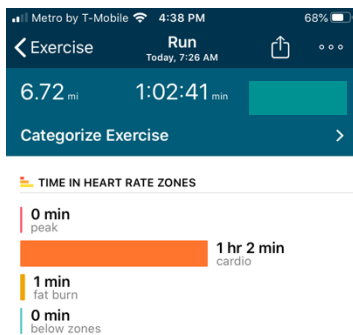 Metro by T-Mobile 4:38 PM 68%
Exercise Run
Today, 7:26 AM
6.72 mi 1:02:41 min
Categorize Exercise
TIME IN HEART RATE ZONES
0 min
peak
1 hr 2 min
cardio
1 min
fat burn
0 min
below zones